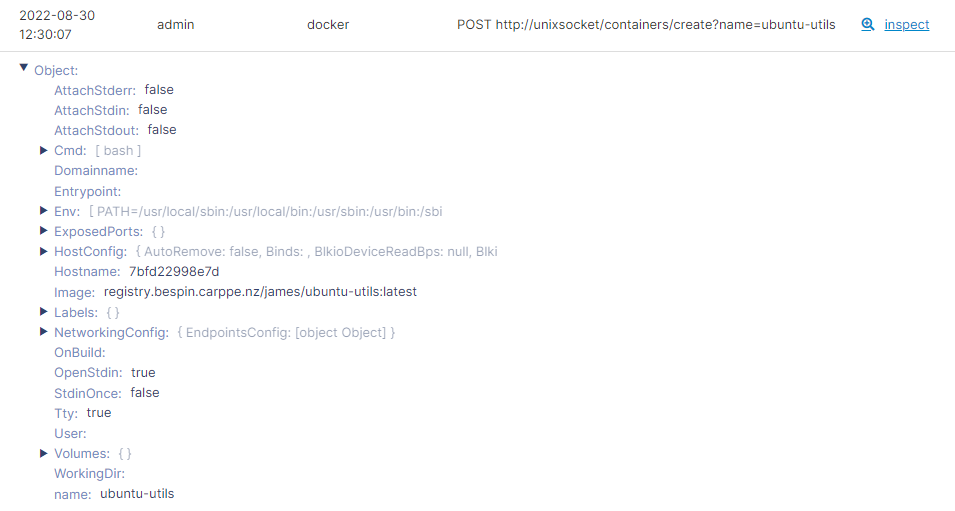 2022-08-30
12:30:07
admin
docker
POST http://unixsocket/containers/create?name=ubuntu-utils
inspect
Object:
AttachStderr: false
AttachStdin: false
AttachStdout: false
Cmd: [ bash ]
Domainname:
Entrypoint:
Env: [ PATH=/usr/local/sbin:/usr/local/bin:/usr/sbin:/usr/bin:/sbi
ExposedPorts: { }
HostConfig: { AutoRemove: false, Binds: , BlkioDeviceReadBps: null, Blki
Hostname: 7bfd22998e7d
Image: registry.bespin.carppe.nz/james/ubuntu-utils:latest
Labels: { }
NetworkingConfig: { EndpointsConfig: [object Object] }
OnBuild:
OpenStdin: true
StdinOnce: false
Tty: true
User:
Volumes: { }
WorkingDir:
name: ubuntu-utils